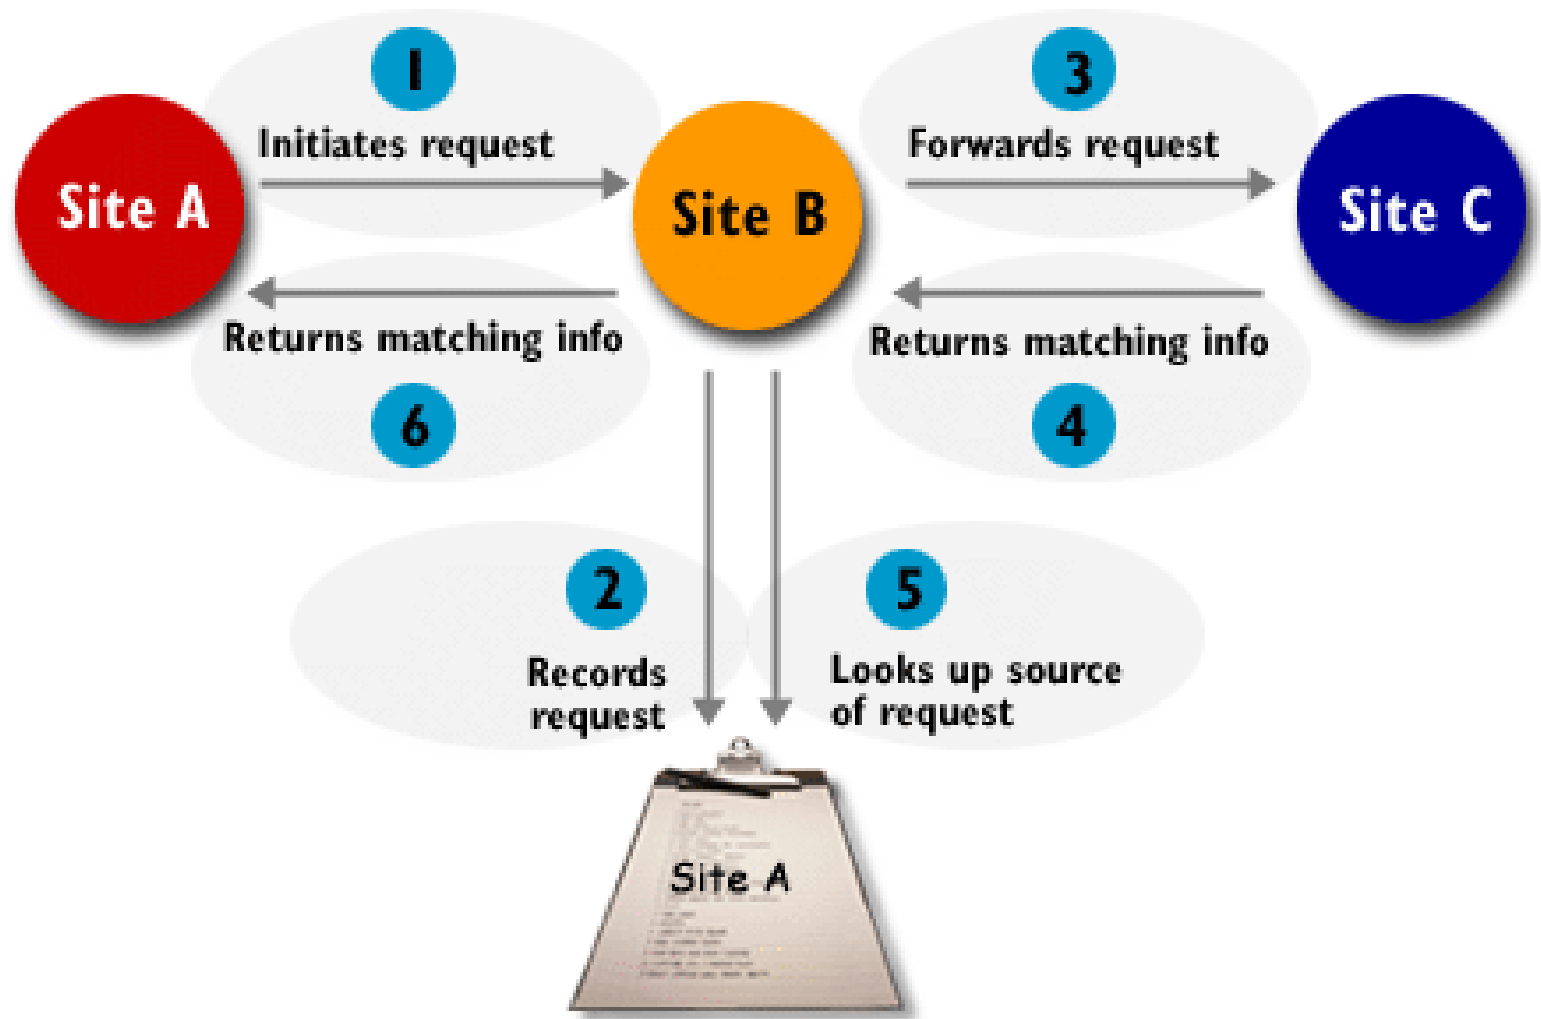 1
Initiates request
3
Forwards request
Site A
Site B
Site C
Returns matching info
6
Returns matching info
4
2
Records
request
5
Looks up source
of request
Site A